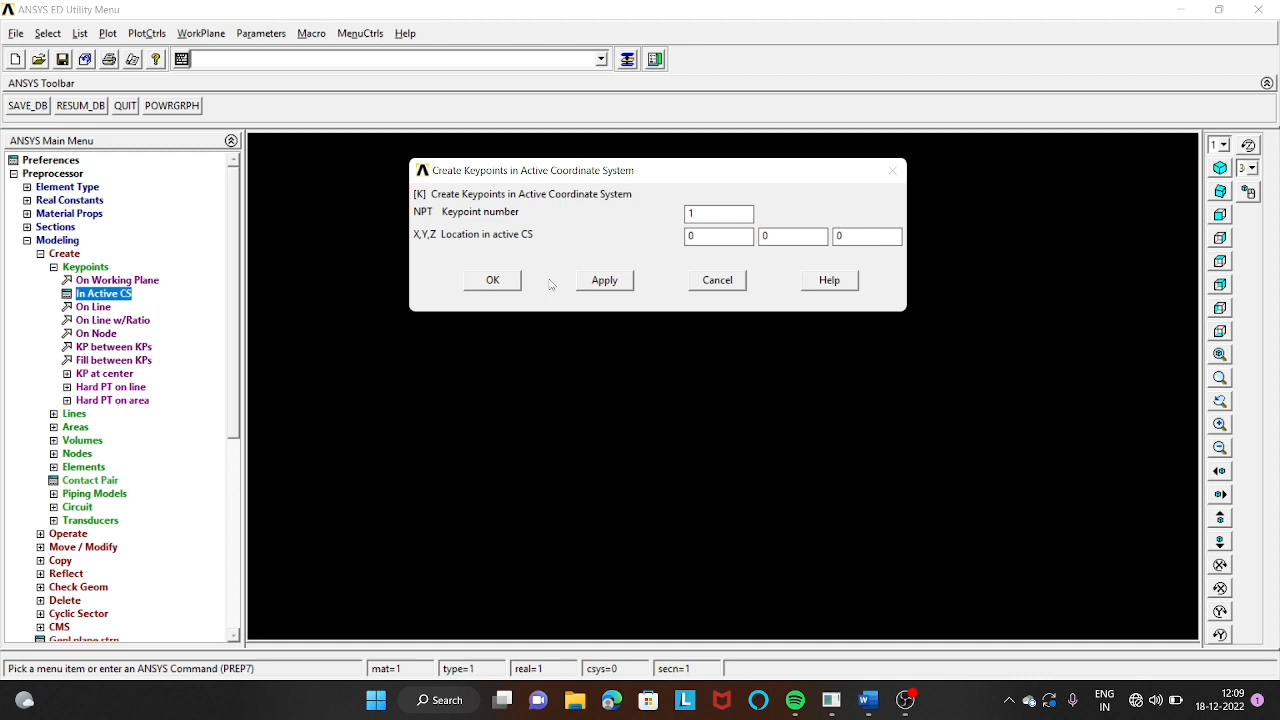 ANSYS ED Utility Menu
File Select List Plot PlotCtrls WorkPlane Parameters Macro MenuCtrls Help
ANSYS Toolbar
SAVE_DB RESUM_DB QUIT POWRGRPH
ANSYS Main Menu
Preferences
Preprocessor
Element Type
Real Constants
Material Props
Sections
Modeling
Create
Keypoints
On Working Plane
In Active CS
On Line
On Line w/Ratio
On Node
KP between KPs
Fill between KPs
KP at center
Hard PT on line
Hard PT on area
Lines
Areas
Volumes
Nodes
Elements
Contact Pair
Piping Models
Circuit
Transducers
Operate
Move / Modify
Copy
Reflect
Check Geom
Delete
Cyclic Sector
CMS
Genl plane strn
Create Keypoints in Active Coordinate System
[K] Create Keypoints in Active Coordinate System
NPT Keypoint number 1
X,Y,Z Location in active CS 0 0 0
OK Apply Cancel Help
1
3
Pick a menu item or enter an ANSYS Command (PREP7) mat=1 type=1 real=1 csys=0 secn=1
Search
ENG
IN
12:09
18-12-2022
1